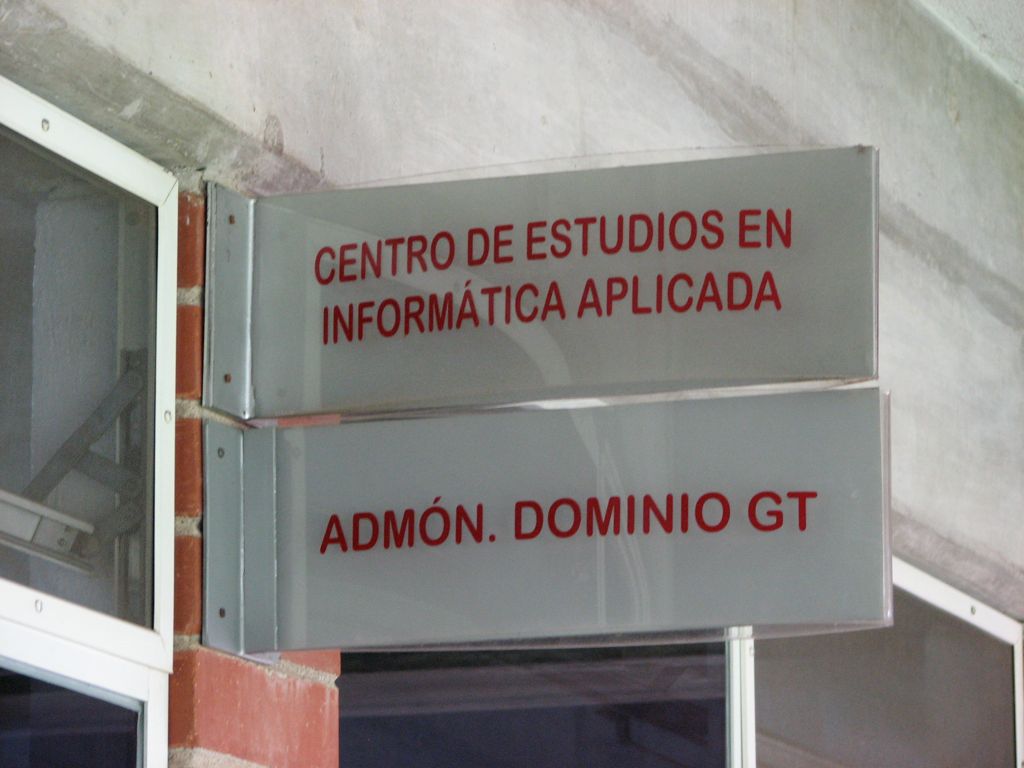 CENTRO DE ESTUDIOS EN
INFORMÁTICA APLICADA
ADMÓN. DOMINIO GT